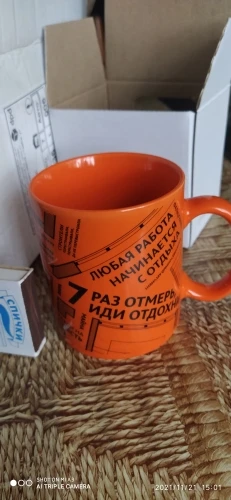 ЛЮБАЯ РАБОТА
НАЧИНАЕТСЯ
С ОТДЫХА
7 РАЗ ОТМЕРЬ
ИДИ ОТДОХНИ
СПИЧКИ
SHOT ON MI A3
AI TRIPLE CAMERA
2021/11/21 15:01